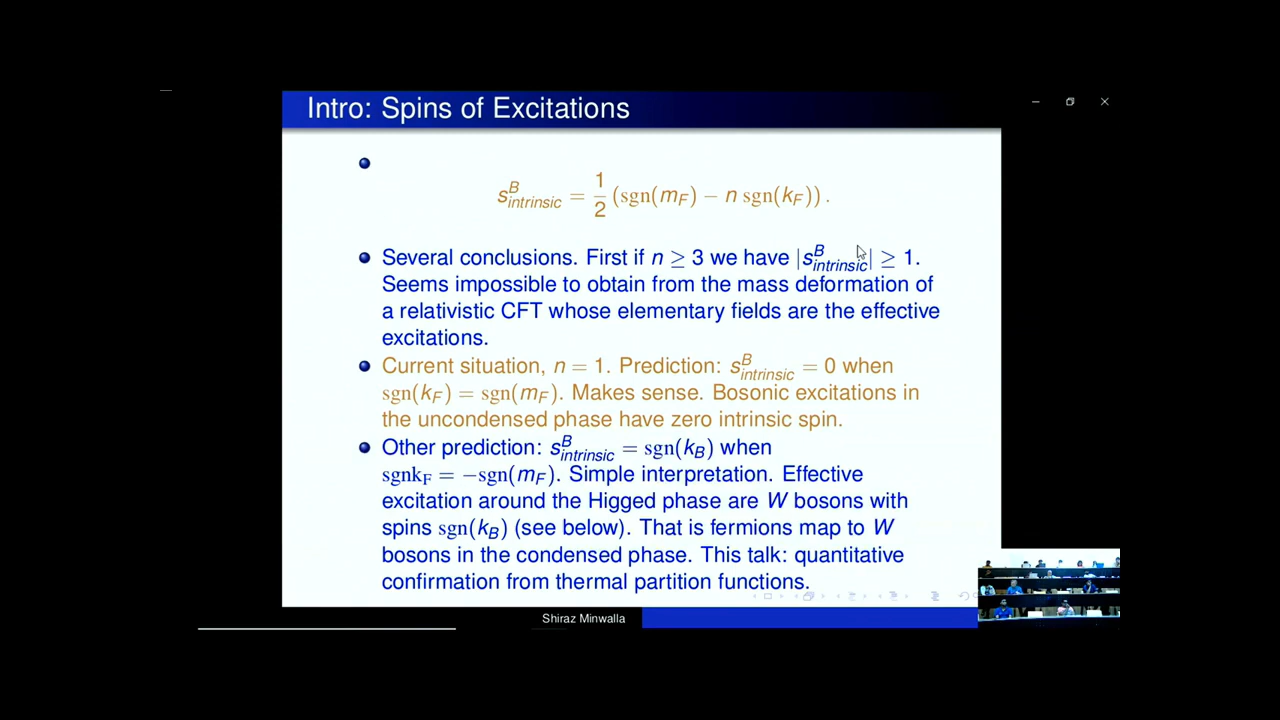 Intro: Spins of Excitations
s^B_intrinsic = 1/2 (sgn(m_F) − n sgn(k_F)).
Several conclusions. First if n ≥ 3 we have |s^B_intrinsic| ≥ 1.
Seems impossible to obtain from the mass deformation of
a relativistic CFT whose elementary fields are the effective
excitations.
Current situation, n = 1. Prediction: s^B_intrinsic = 0 when
sgn(k_F) = sgn(m_F). Makes sense. Bosonic excitations in
the uncondensed phase have zero intrinsic spin.
Other prediction: s^B_intrinsic = sgn(k_B) when
sgnk_F = −sgn(m_F). Simple interpretation. Effective
excitation around the Higged phase are W bosons with
spins sgn(k_B) (see below). That is fermions map to W
bosons in the condensed phase. This talk: quantitative
confirmation from thermal partition functions.
Shiraz Minwalla